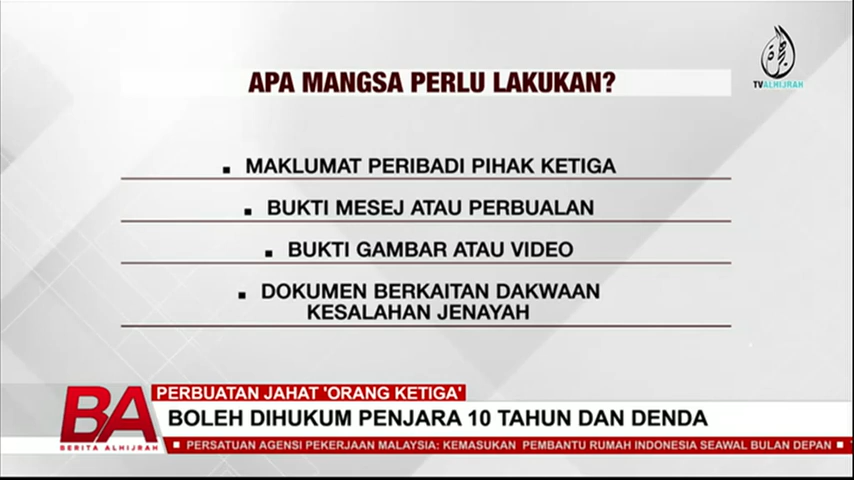 APA MANGSA PERLU LAKUKAN?
TV ALHIJRAH
▪ MAKLUMAT PERIBADI PIHAK KETIGA
▪ BUKTI MESEJ ATAU PERBUALAN
▪ BUKTI GAMBAR ATAU VIDEO
▪ DOKUMEN BERKAITAN DAKWAAN
KESALAHAN JENAYAH
PERBUATAN JAHAT 'ORANG KETIGA'
BA
BERITA ALHIJRAH
BOLEH DIHUKUM PENJARA 10 TAHUN DAN DENDA
PERSATUAN AGENSI PEKERJAAN MALAYSIA: KEMASUKAN PEMBANTU RUMAH INDONESIA SEAWAL BULAN DEPAN